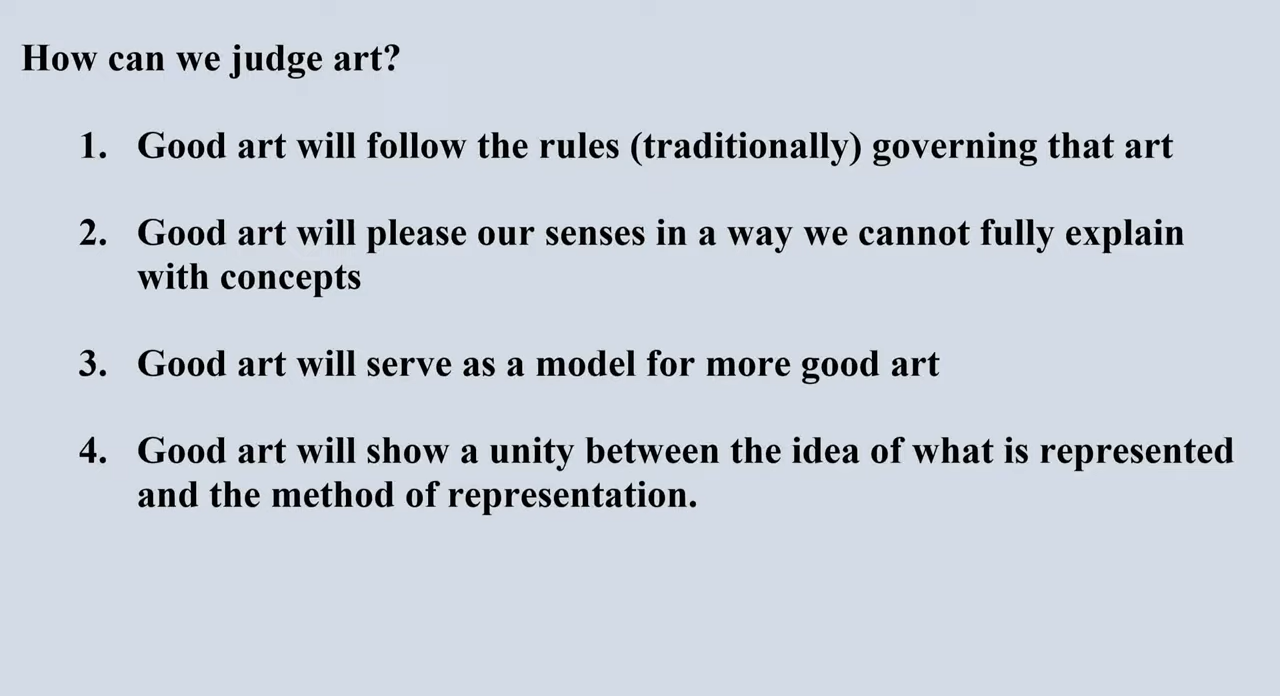 How can we judge art?
1. Good art will follow the rules (traditionally) governing that art
2. Good art will please our senses in a way we cannot fully explain
with concepts
3. Good art will serve as a model for more good art
4. Good art will show a unity between the idea of what is represented
and the method of representation.